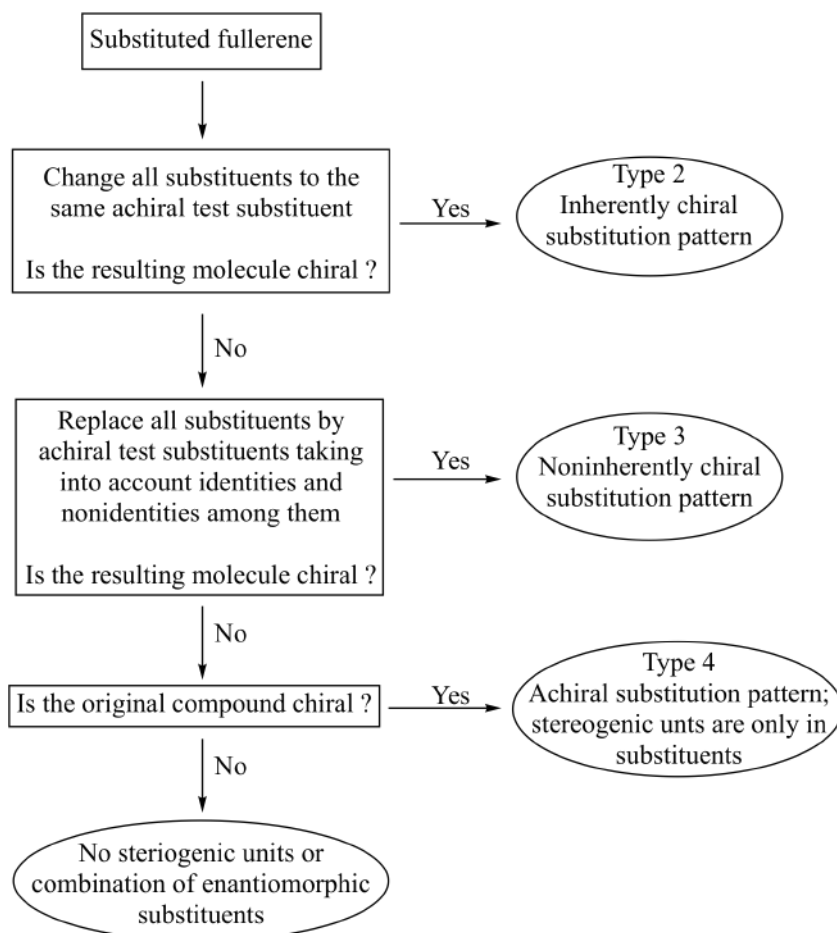 Substituted fullerene
Change all substituents to the
same achiral test substituent
Is the resulting molecule chiral ?
Yes
Type 2
Inherently chiral
substitution pattern
No
Replace all substituents by
achiral test substituents taking
into account identities and
nonidentities among them
Is the resulting molecule chiral ?
Yes
Type 3
Noninherently chiral
substitution pattern
No
Is the original compound chiral ?
Yes
Type 4
Achiral substitution pattern;
stereogenic unts are only in
substituents
No
No steriogenic units or
combination of enantiomorphic
substituents